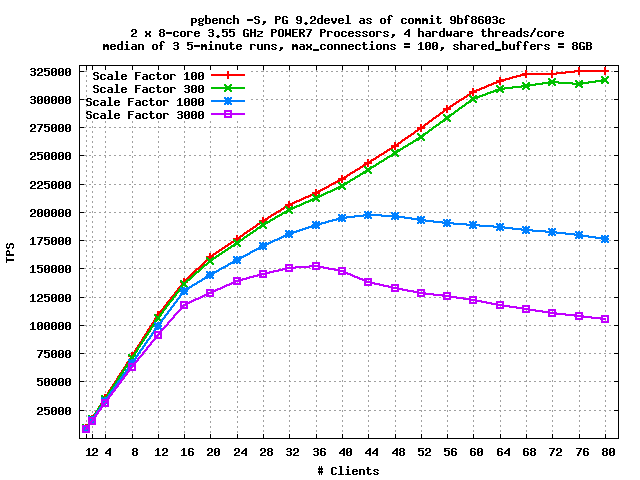 pgbench -S, PG 9.2devel as of commit 9bf8603c
2 x 8-core 3.55 GHz POWER7 Processors, 4 hardware threads/core
median of 3 5-minute runs, max_connections = 100, shared_buffers = 8GB
325000
300000
275000
250000
225000
200000
175000
150000
125000
100000
75000
50000
25000
TPS
Scale Factor 100
Scale Factor 300
Scale Factor 1000
Scale Factor 3000
1 2 4 8 12 16 20 24 28 32 36 40 44 48 52 56 60 64 68 72 76 80
# Clients